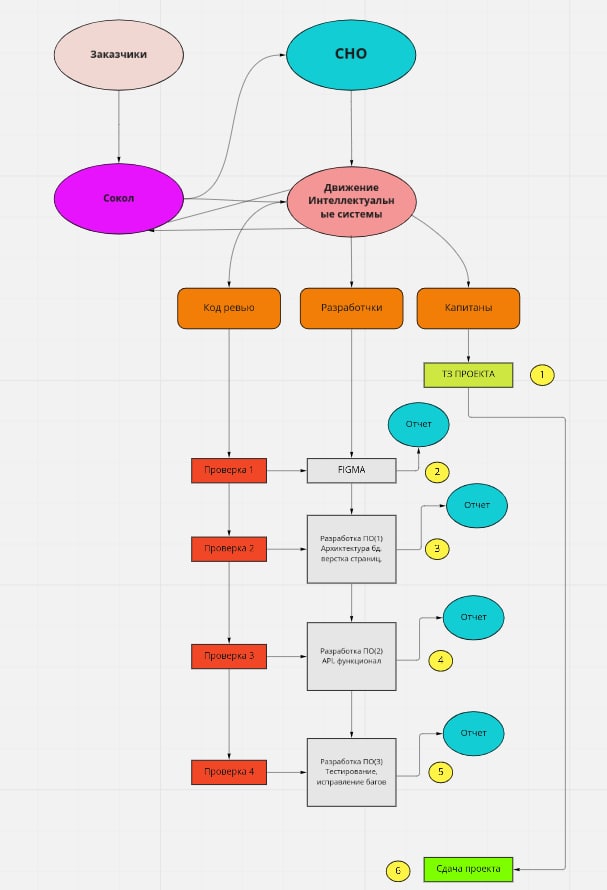 Заказчики
СНО
Сокол
Движение
Интеллектуальн
ые системы
Код ревью
Разработчки
Капитаны
ТЗ ПРОЕКТА
1
Отчет
Проверка 1
FIGMA
2
Отчет
Проверка 2
Разработка ПО(1)
Архиктектура бд,
верстка страниц,
3
Отчет
Проверка 3
Разработка ПО(2)
API, функционал
4
Отчет
Проверка 4
Разработка ПО(3)
Тестирование,
исправление багов
5
6
Сдача проекта